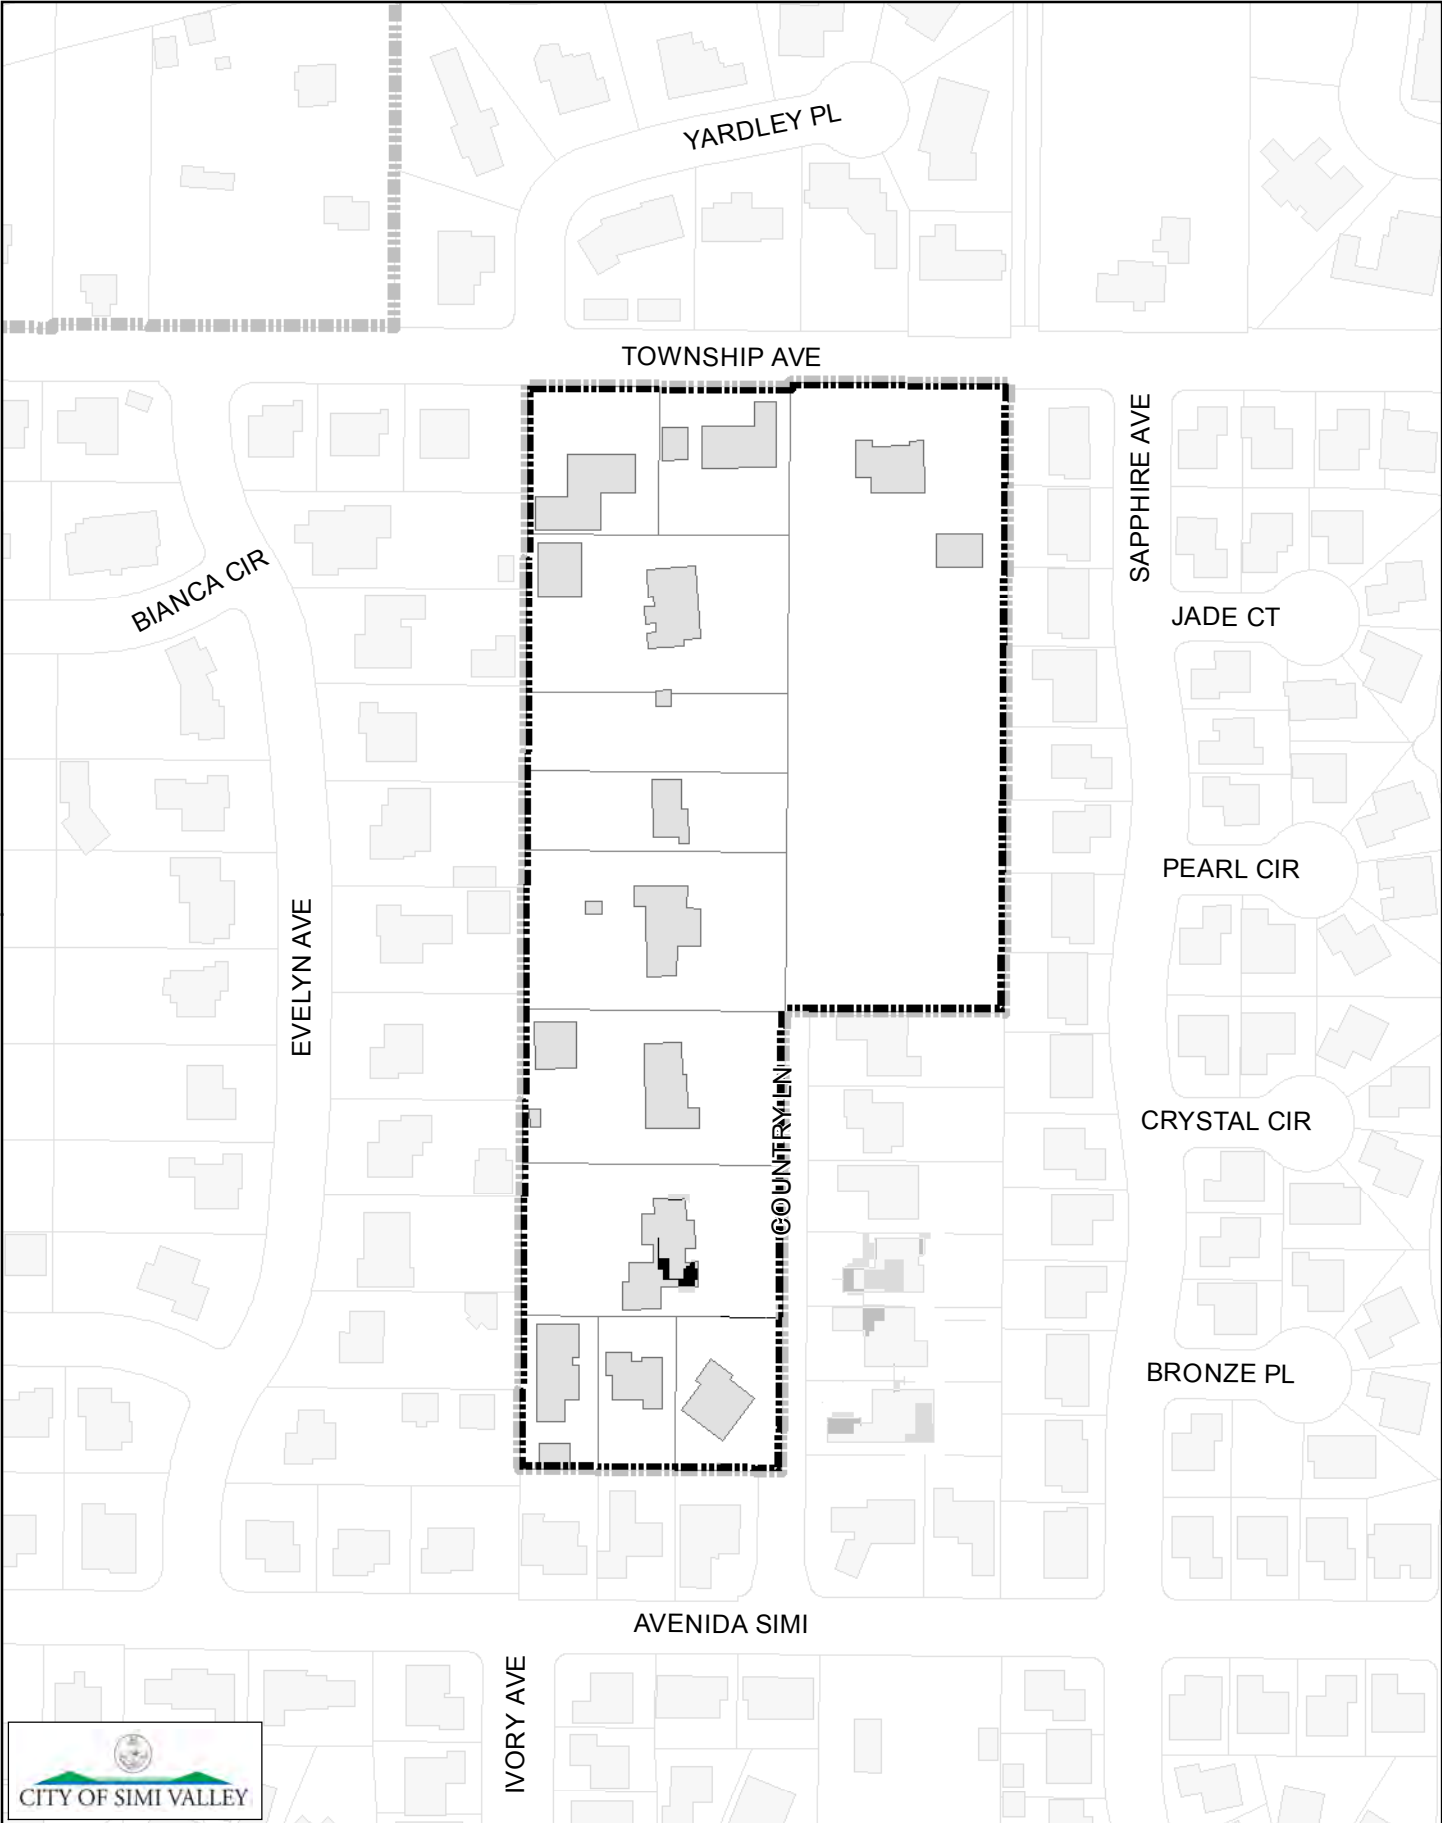 YARDLEY PL
TOWNSHIP AVE
SAPPHIRE AVE
BIANCA CIR
JADE CT
PEARL CIR
EVELYN AVE
COUNTRY LN
CRYSTAL CIR
BRONZE PL
AVENIDA SIMI
IVORY AVE
CITY OF SIMI VALLEY